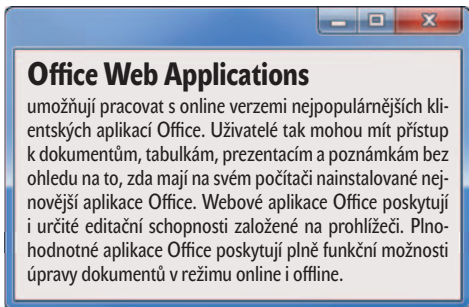 Office Web Applications
umožňují pracovat s online verzemi nejpopulárnějších kli-
entských aplikací Office. Uživatelé tak mohou mít přístup
k dokumentům, tabulkám, prezentacím a poznámkám bez
ohledu na to, zda mají na svém počítači nainstalované nej-
novější aplikace Office. Webové aplikace Office poskytují
i určité editační schopnosti založené na prohlížeči. Plno-
hodnotné aplikace Office poskytují plně funkční možnosti
úpravy dokumentů v režimu online i offline.